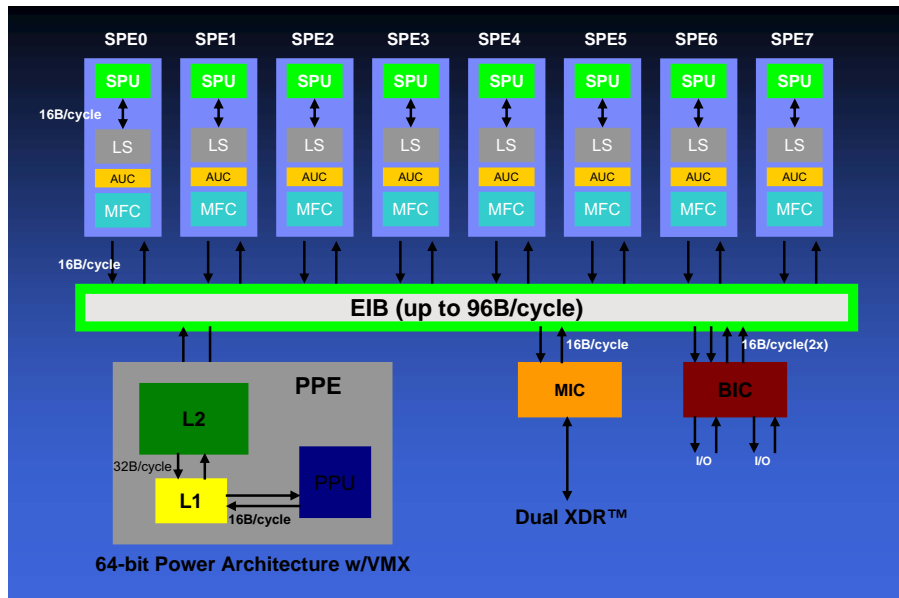 SPE0 SPE1 SPE2 SPE3 SPE4 SPE5 SPE6 SPE7
SPU SPU SPU SPU SPU SPU SPU SPU
16B/cycle
LS LS LS LS LS LS LS LS
AUC AUC AUC AUC AUC AUC AUC AUC
MFC MFC MFC MFC MFC MFC MFC MFC
16B/cycle
EIB (up to 96B/cycle)
16B/cycle 16B/cycle(2x)
PPE
MIC BIC
L2
I/O I/O
32B/cycle
PPU
L1
16B/cycle
Dual XDR™
64-bit Power Architecture w/VMX